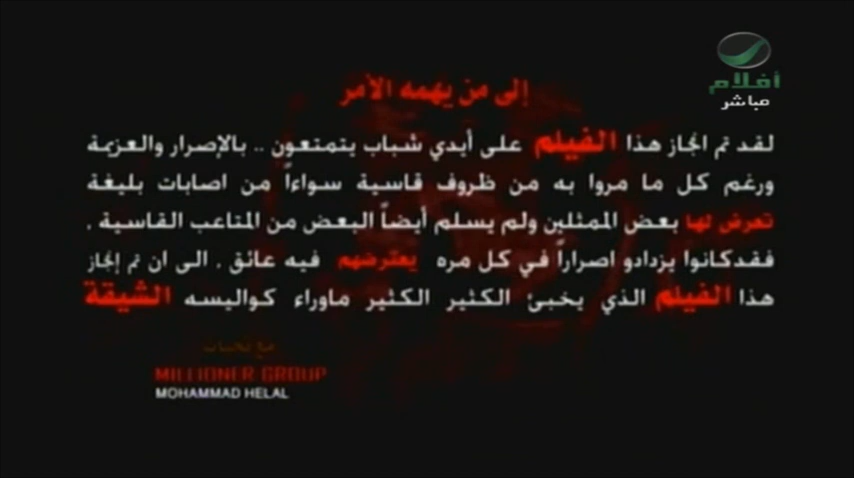 أفلام
مباشر
إلى من يهمه الأمر
لقد تم انجاز هذا الفيلم على أيدي شباب يتمتعون .. بالإصرار والعزيمة
ورغم كل ما مروا به من ظروف قاسية سواءاً من اصابات بليغة
تعرض لها بعض الممثلين ولم يسلم أيضاً البعض من المتاعب القاسية .
فقدكانوا يزدادو اصراراً في كل مره يعترضهم فيه عائق . الى ان تم إنجاز
هذا الفيلم الذي يخبئ الكثير الكثير ماوراء كواليسه الشيقة
مع تحيات
MILLIONER GROUP
MOHAMMAD HELAL